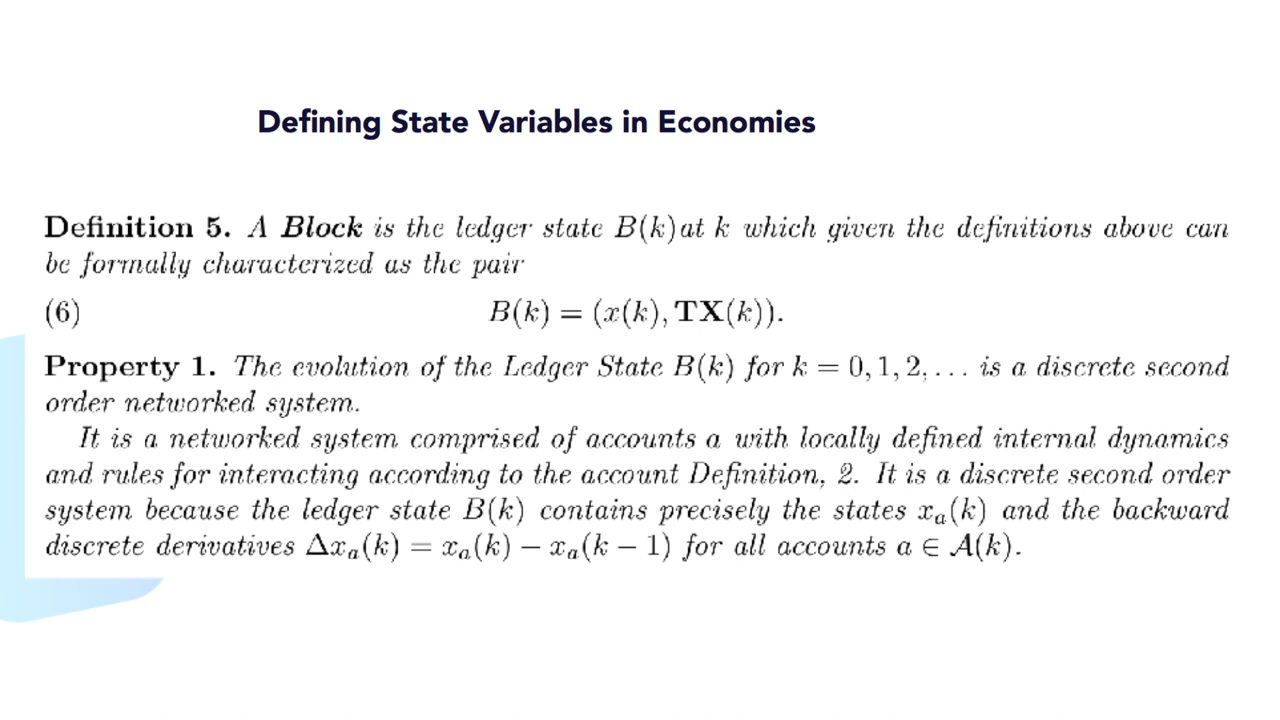 Defining State Variables in Economies
Definition 5. A Block is the ledger state B(k)at k which given the definitions above can
be formally characterized as the pair
(6) B(k) = (x(k), TX(k)).
Property 1. The evolution of the Ledger State B(k) for k = 0, 1, 2, . . . is a discrete second
order networked system.
It is a networked system comprised of accounts a with locally defined internal dynamics
and rules for interacting according to the account Definition, 2. It is a discrete second order
system because the ledger state B(k) contains precisely the states xₐ(k) and the backward
discrete derivatives Δxₐ(k) = xₐ(k) − xₐ(k − 1) for all accounts a ∈ A(k).